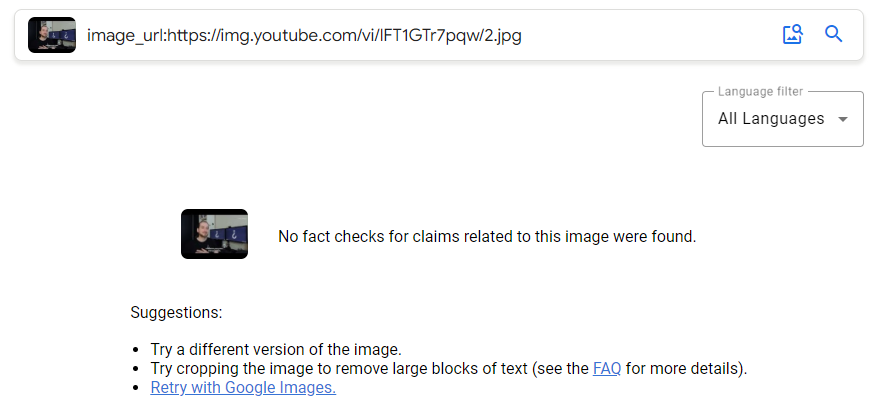 image_url:https://img.youtube.com/vi/lFT1GTr7pqw/2.jpg
Language filter
All Languages
No fact checks for claims related to this image were found.
Suggestions:
Try a different version of the image.
Try cropping the image to remove large blocks of text (see the FAQ for more details).
Retry with Google Images.